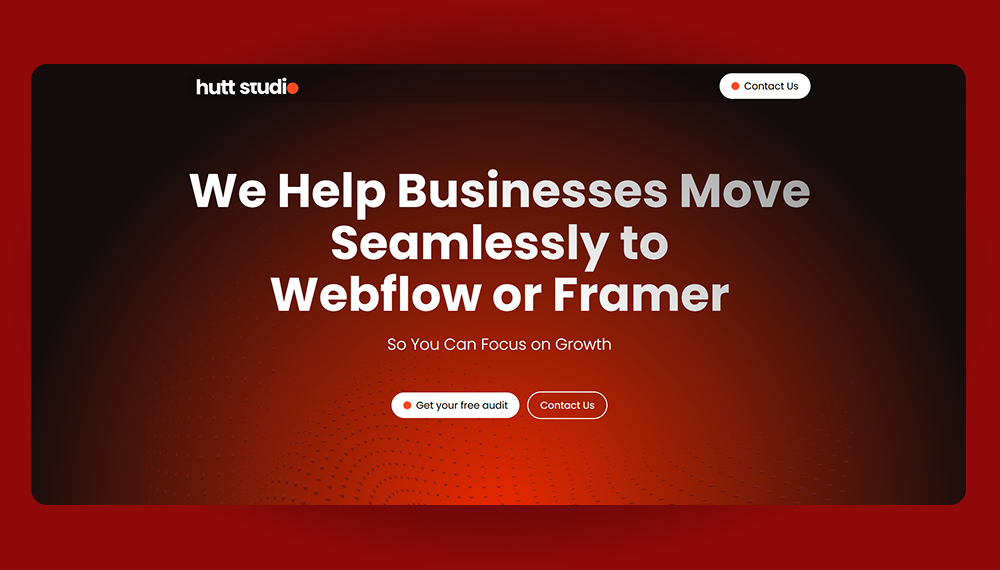 hutt studio
Contact Us
We Help Businesses Move
Seamlessly to
Webflow or Framer
So You Can Focus on Growth
Get your free audit
Contact Us